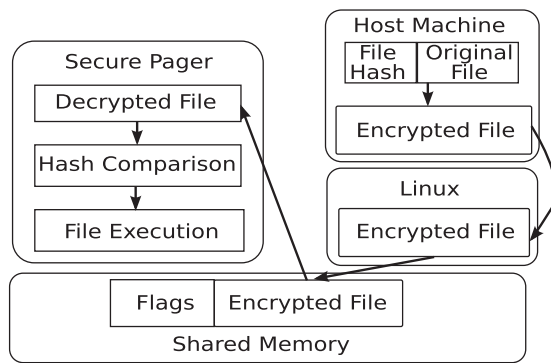 Secure Pager
Decrypted File
Hash Comparison
File Execution
Host Machine
File
Hash
Original
File
Encrypted File
Linux
Encrypted File
Flags
Encrypted File
Shared Memory